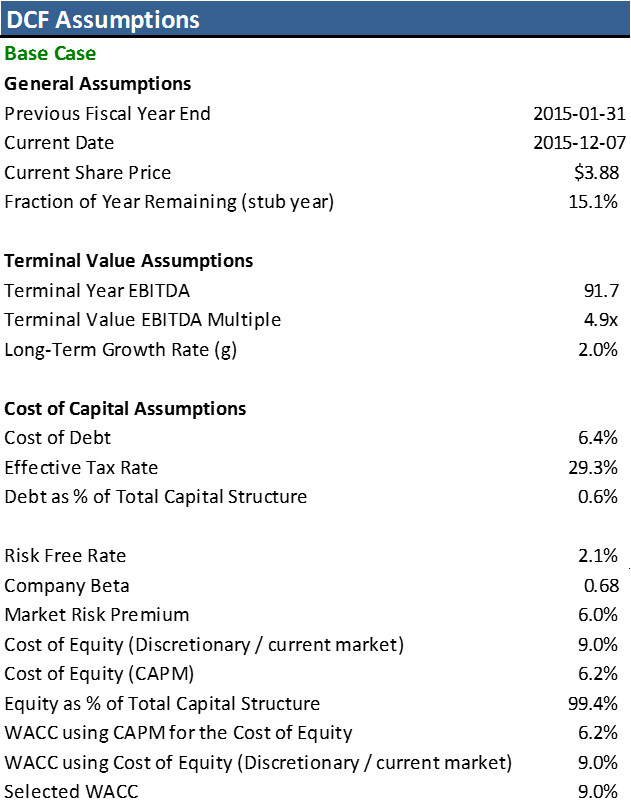 DCF Assumptions
Base Case
General Assumptions
Previous Fiscal Year End 2015-01-31
Current Date 2015-12-07
Current Share Price $3.88
Fraction of Year Remaining (stub year) 15.1%
Terminal Value Assumptions
Terminal Year EBITDA 91.7
Terminal Value EBITDA Multiple 4.9x
Long-Term Growth Rate (g) 2.0%
Cost of Capital Assumptions
Cost of Debt 6.4%
Effective Tax Rate 29.3%
Debt as % of Total Capital Structure 0.6%
Risk Free Rate 2.1%
Company Beta 0.68
Market Risk Premium 6.0%
Cost of Equity (Discretionary / current market) 9.0%
Cost of Equity (CAPM) 6.2%
Equity as % of Total Capital Structure 99.4%
WACC using CAPM for the Cost of Equity 6.2%
WACC using Cost of Equity (Discretionary / current market) 9.0%
Selected WACC 9.0%